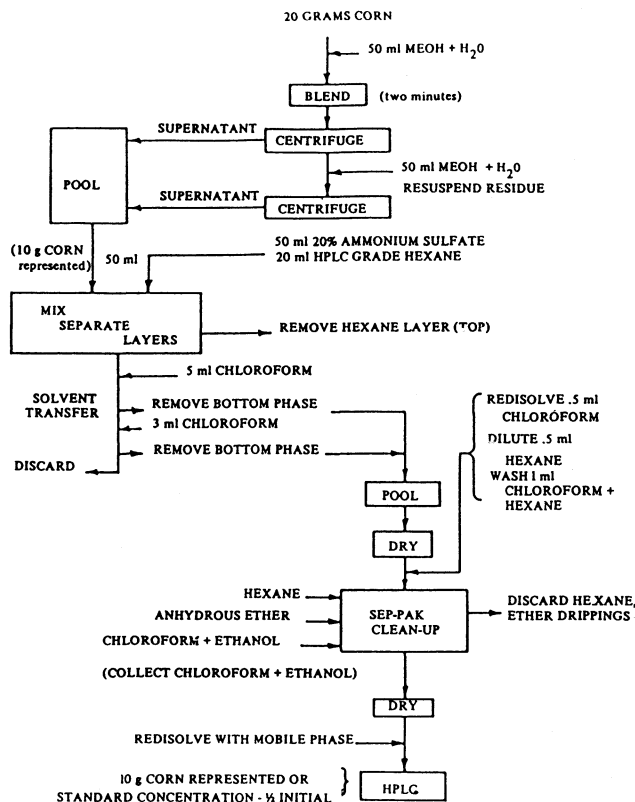 20 GRAMS CORN
50 ml MEOH + H2O
BLEND (two minutes)
SUPERNATANT
CENTRIFUGE
POOL
50 ml MEOH + H2O
RESUSPEND RESIDUE
SUPERNATANT
CENTRIFUGE
(10 g CORN
represented)
50 ml
50 ml 20% AMMONIUM SULFATE
20 ml HPLC GRADE HEXANE
MIX
SEPARATE
LAYERS
REMOVE HEXANE LAYER (TOP)
5 ml CHLOROFORM
SOLVENT
TRANSFER
REMOVE BOTTOM PHASE
3 ml CHLOROFORM
REMOVE BOTTOM PHASE
DISCARD
REDISOLVE .5 ml
CHLOROFORM
DILUTE .5 ml
HEXANE
WASH 1 ml
CHLOROFORM +
HEXANE
POOL
DRY
HEXANE
ANHYDROUS ETHER
CHLOROFORM + ETHANOL
SEP-PAK
CLEAN-UP
DISCARD HEXANE,
ETHER DRIPPINGS
(COLLECT CHLOROFORM + ETHANOL)
DRY
REDISOLVE WITH MOBILE PHASE
10 g CORN REPRESENTED OR
STANDARD CONCENTRATION - ½ INITIAL
}
HPLC